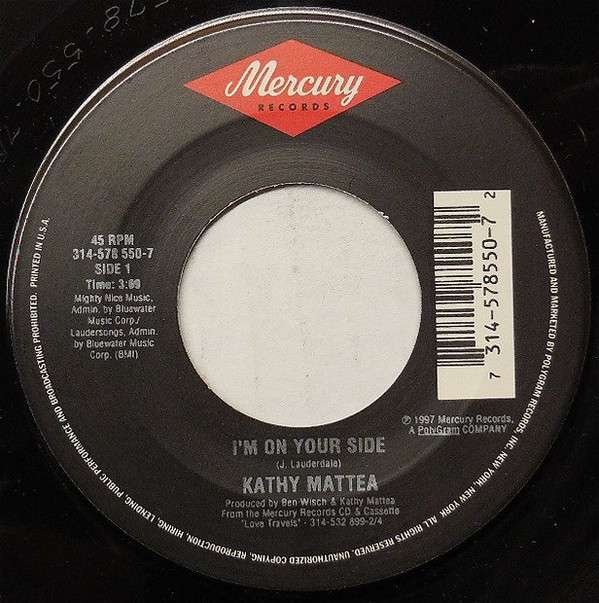 Mercury
RECORDS
45 RPM
314-578 550-7
SIDE 1
Time: 3:09
Mighty Nice Music,
Admin. by Bluewater
Music Corp./
Laudersongs, Admin.
by Bluewater Music
Corp. (BMI)
7 314-578550-7 2
℗ 1997 Mercury Records,
A PolyGram COMPANY
I'M ON YOUR SIDE
(J. Lauderdale)
KATHY MATTEA
Produced by Ben Wisch & Kathy Mattea
From the Mercury Records CD & Cassette
"Love Travels" - 314-532 899-2/4
MANUFACTURED AND MARKETED BY POLYGRAM RECORDS INC. NEW YORK, NEW YORK. ALL RIGHTS RESERVED. UNAUTHORIZED COPYING, REPRODUCTION, HIRING, LENDING, PUBLIC PERFORMANCE AND BROADCASTING PROHIBITED. PRINTED IN U.S.A.